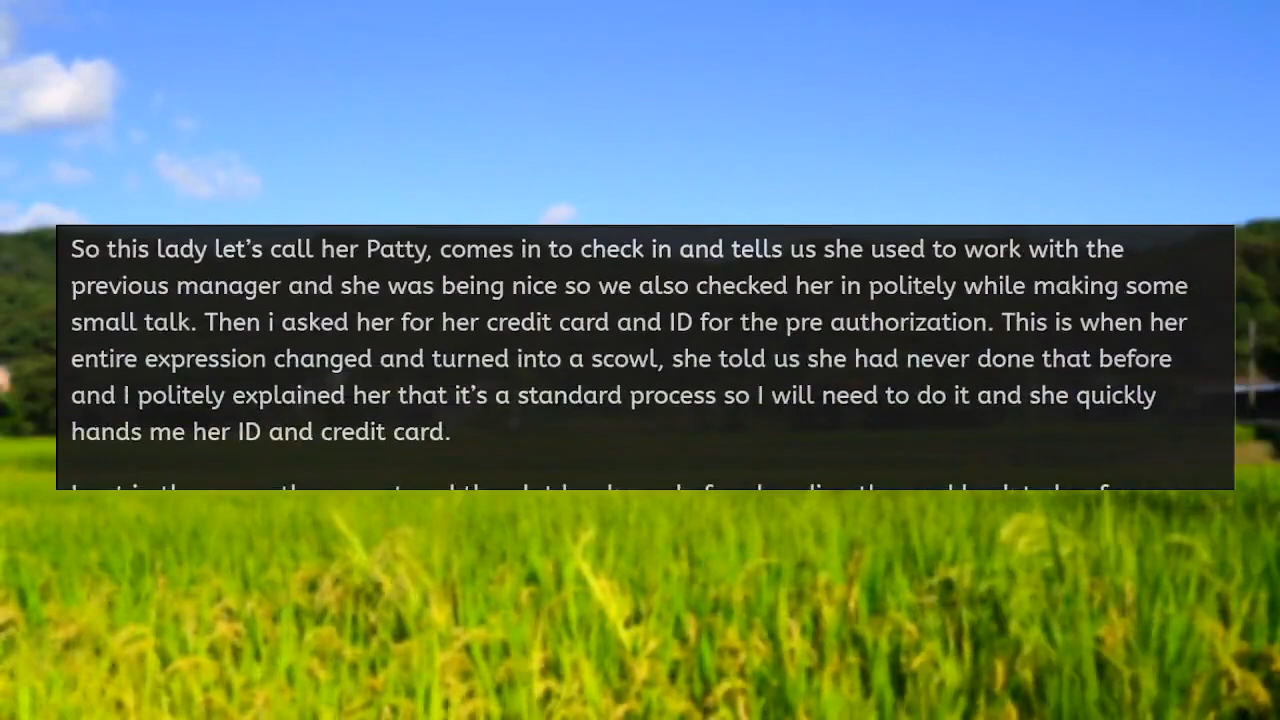 So this lady let's call her Patty, comes in to check in and tells us she used to work with the
previous manager and she was being nice so we also checked her in politely while making some
small talk. Then i asked her for her credit card and ID for the pre authorization. This is when her
entire expression changed and turned into a scowl, she told us she had never done that before
and I politely explained her that it's a standard process so I will need to do it and she quickly
hands me her ID and credit card.